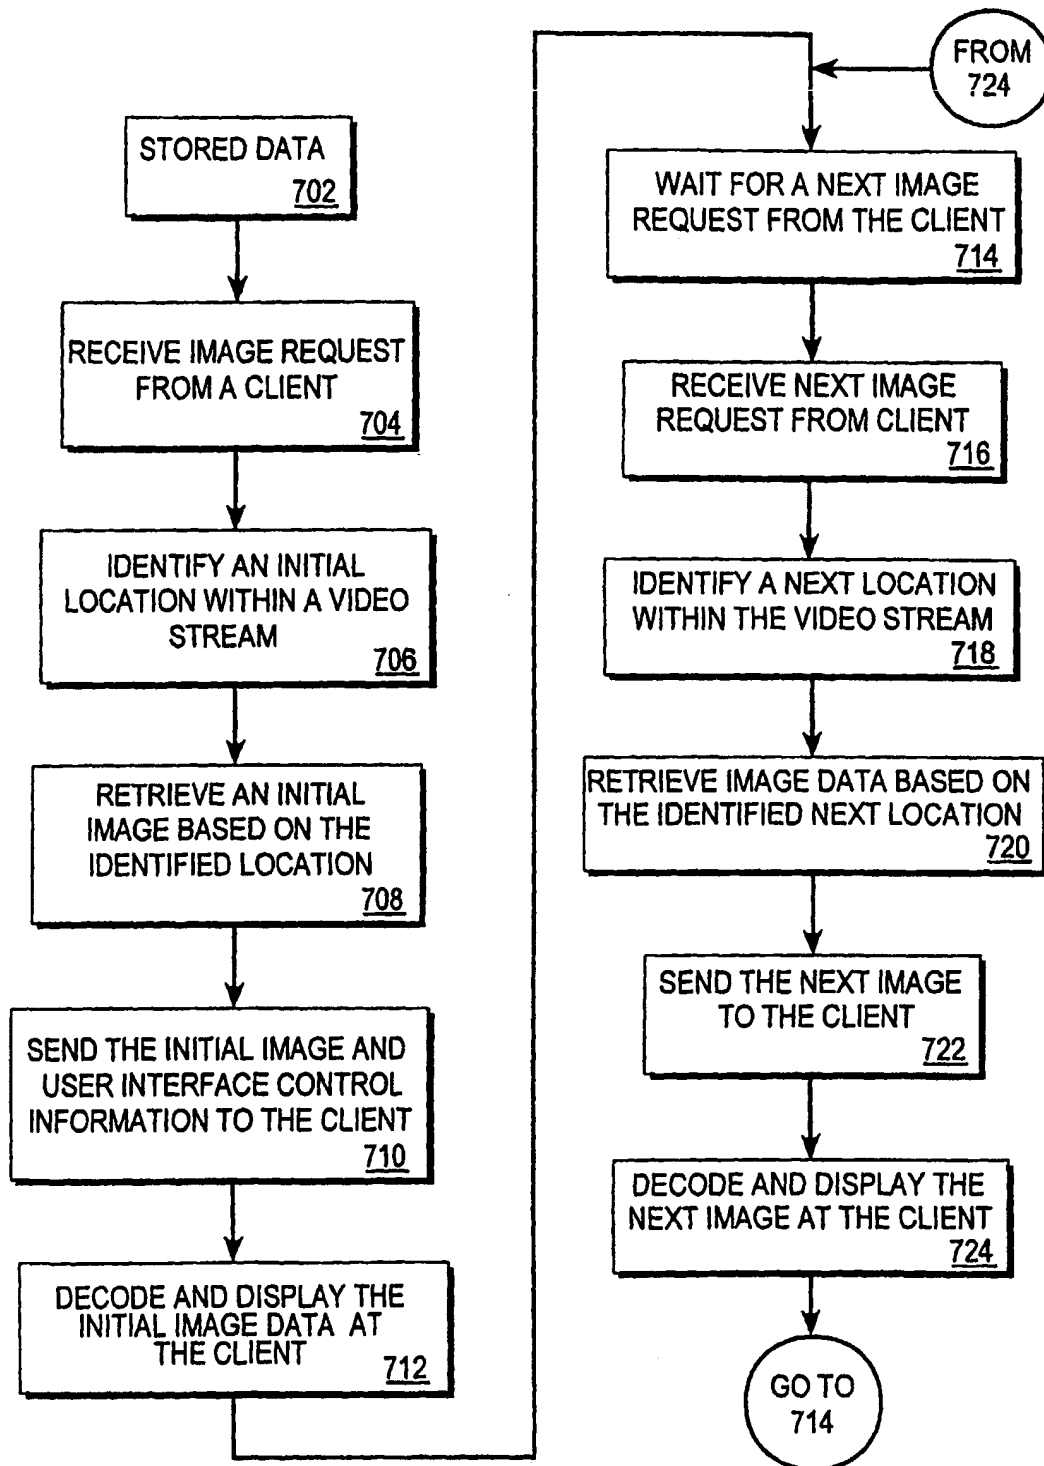 STORED DATA
702
RECEIVE IMAGE REQUEST
FROM A CLIENT
704
IDENTIFY AN INITIAL
LOCATION WITHIN A VIDEO
STREAM
706
RETRIEVE AN INITIAL
IMAGE BASED ON THE
IDENTIFIED LOCATION
708
SEND THE INITIAL IMAGE AND
USER INTERFACE CONTROL
INFORMATION TO THE CLIENT
710
DECODE AND DISPLAY THE
INITIAL IMAGE DATA AT
THE CLIENT
712
FROM
724
WAIT FOR A NEXT IMAGE
REQUEST FROM THE CLIENT
714
RECEIVE NEXT IMAGE
REQUEST FROM CLIENT
716
IDENTIFY A NEXT LOCATION
WITHIN THE VIDEO STREAM
718
RETRIEVE IMAGE DATA BASED ON
THE IDENTIFIED NEXT LOCATION
720
SEND THE NEXT IMAGE
TO THE CLIENT
722
DECODE AND DISPLAY THE
NEXT IMAGE AT THE CLIENT
724
GO TO
714